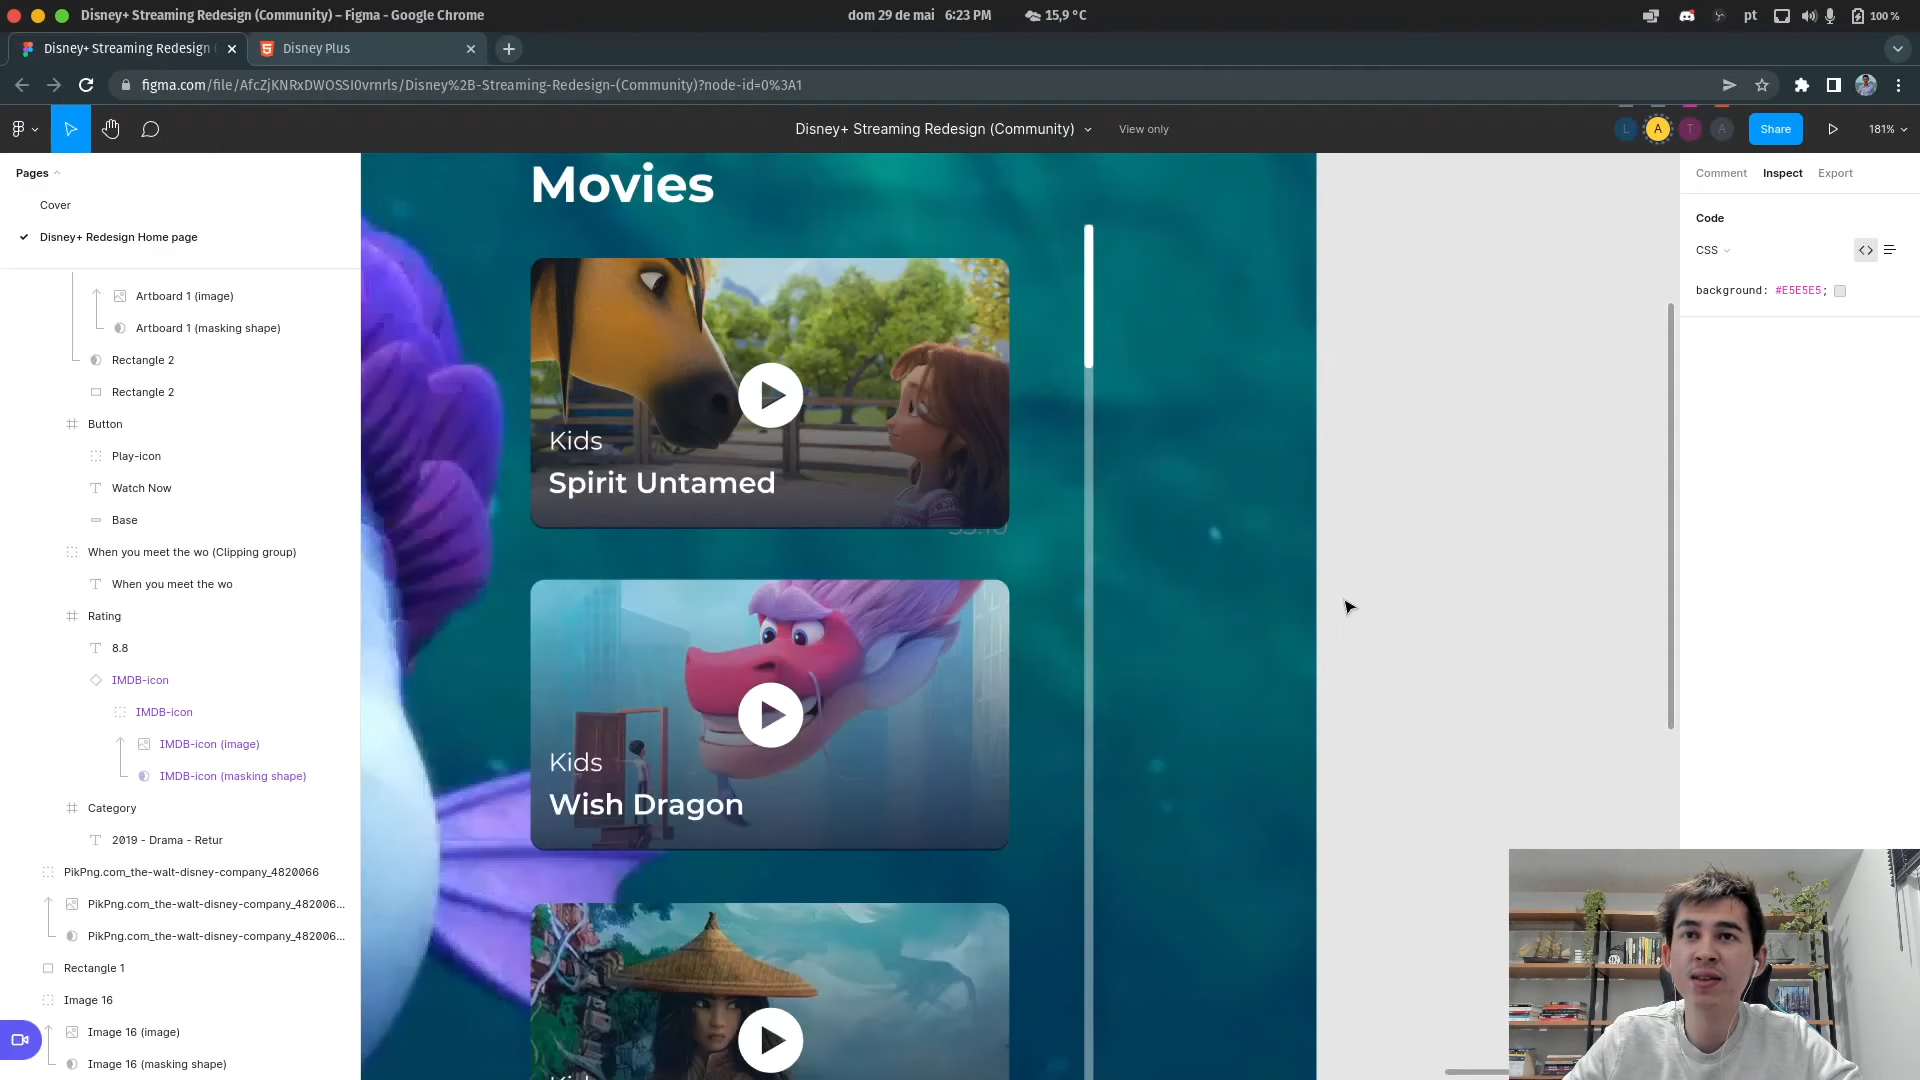 Disney+ Streaming Redesign (Community) – Figma - Google Chrome
dom 29 de mai 6:23 PM
15,9 °C
pt
100 %
Disney+ Streaming Redesign (
Disney Plus
figma.com/file/AfcZjKNRxDWOSSI0vrnrls/Disney%2B-Streaming-Redesign-(Community)?node-id=0%3A1
Disney+ Streaming Redesign (Community)
View only
L
A
T
A
Share
181%
Pages
Cover
Disney+ Redesign Home page
Artboard 1 (image)
Artboard 1 (masking shape)
Rectangle 2
Rectangle 2
Button
Play-icon
Watch Now
Base
When you meet the wo (Clipping group)
When you meet the wo
Rating
8.8
IMDB-icon
IMDB-icon
IMDB-icon (image)
IMDB-icon (masking shape)
Category
2019 - Drama - Retur
PikPng.com_the-walt-disney-company_4820066
PikPng.com_the-walt-disney-company_482006...
PikPng.com_the-walt-disney-company_482006...
Rectangle 1
Image 16
Image 16 (image)
Image 16 (masking shape)
Movies
Kids
Spirit Untamed
Kids
Wish Dragon
Comment
Inspect
Export
Code
CSS
background: #E5E5E5;